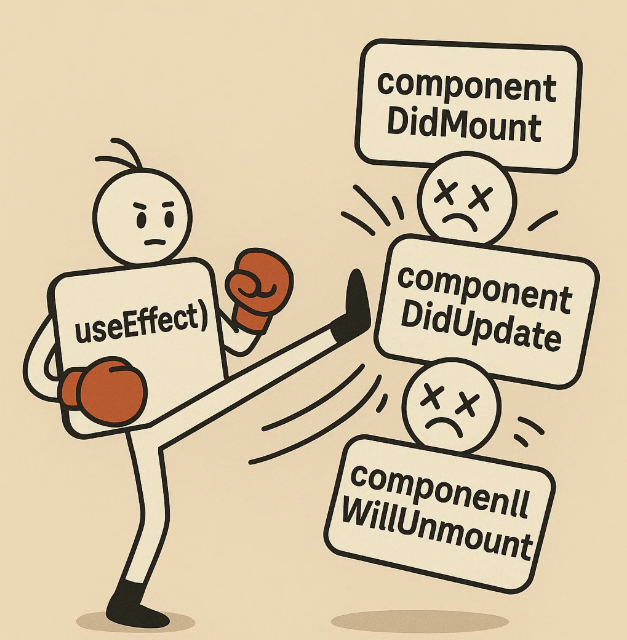 component
DidMount
useEffect)
component
DidUpdate
componenll
WillUnmount